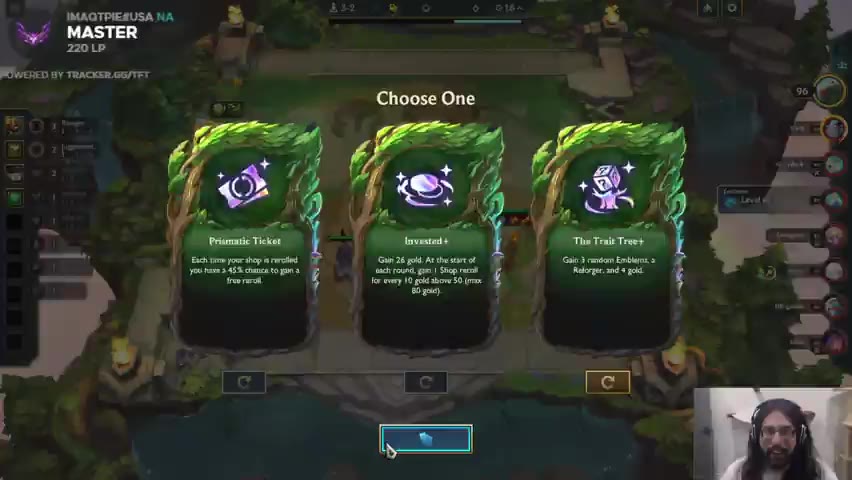 IMAQTPIE#USA NA
MASTER
220 LP
POWERED BY TRACKER.GG/TFT
3-2
96
Choose One
Prismatic Ticket
Each time your shop is rerolled
you have a 45% chance to gain a
free reroll.
Invested+
Gain 26 gold. At the start of
each round, gain 1 Shop reroll
for every 10 gold above 50 (max
80 gold).
The Trait Tree+
Gain 3 random Emblems, a
Reforger, and 4 gold.